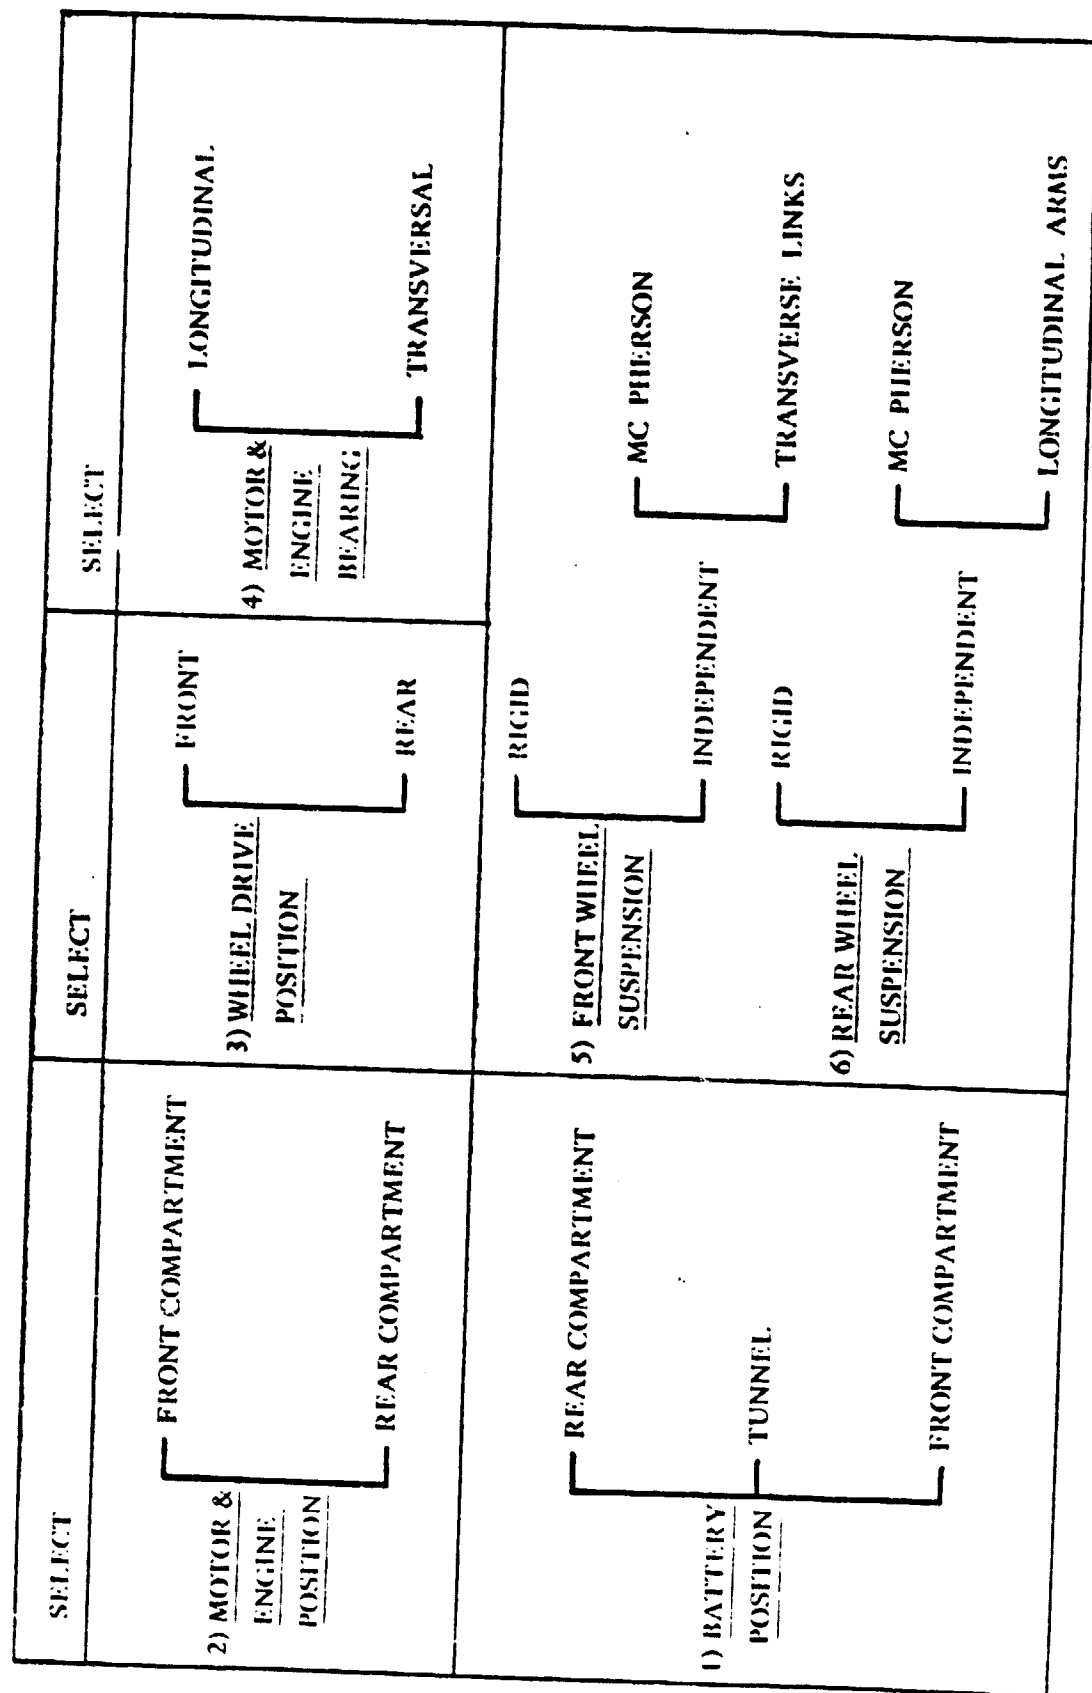 SELECT
SELECT
SELECT
2) MOTOR &
ENGINE
POSITION
FRONT COMPARTMENT
REAR COMPARTMENT
3) WHEEL DRIVE
POSITION
FRONT
REAR
4) MOTOR &
ENGINE
BEARING
LONGITUDINAL
TRANSVERSAL
1) BATTERY
POSITION
REAR COMPARTMENT
TUNNEL
FRONT COMPARTMENT
5) FRONT WHEEL
SUSPENSION
RIGID
INDEPENDENT
MC PHERSON
TRANSVERSE LINKS
6) REAR WHEEL
SUSPENSION
RIGID
INDEPENDENT
MC PHERSON
LONGITUDINAL ARMS